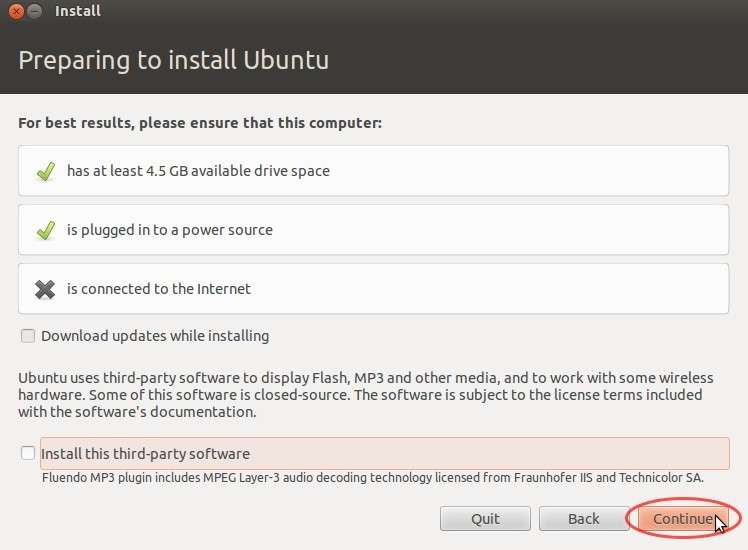 Install
Preparing to install Ubuntu
For best results, please ensure that this computer:
has at least 4.5 GB available drive space
is plugged in to a power source
is connected to the Internet
Download updates while installing
Ubuntu uses third-party software to display Flash, MP3 and other media, and to work with some wireless
hardware. Some of this software is closed-source. The software is subject to the license terms included
with the software's documentation.
Install this third-party software
Fluendo MP3 plugin includes MPEG Layer-3 audio decoding technology licensed from Fraunhofer IIS and Technicolor SA.
Quit Back Continue